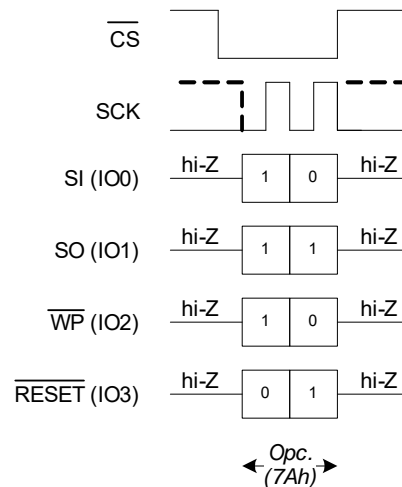 CS
SCK
hi-Z 1 0 hi-Z
SI (IO0)
hi-Z 1 1 hi-Z
SO (IO1)
hi-Z 1 0 hi-Z
WP (IO2)
hi-Z 0 1 hi-Z
RESET (IO3)
Opc.
(7Ah)